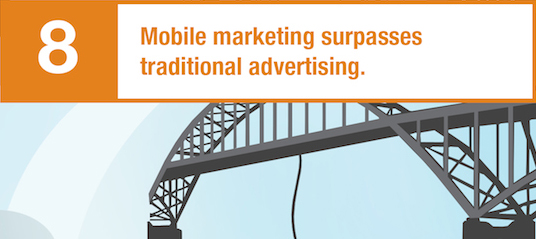 8
Mobile marketing surpasses
traditional advertising.